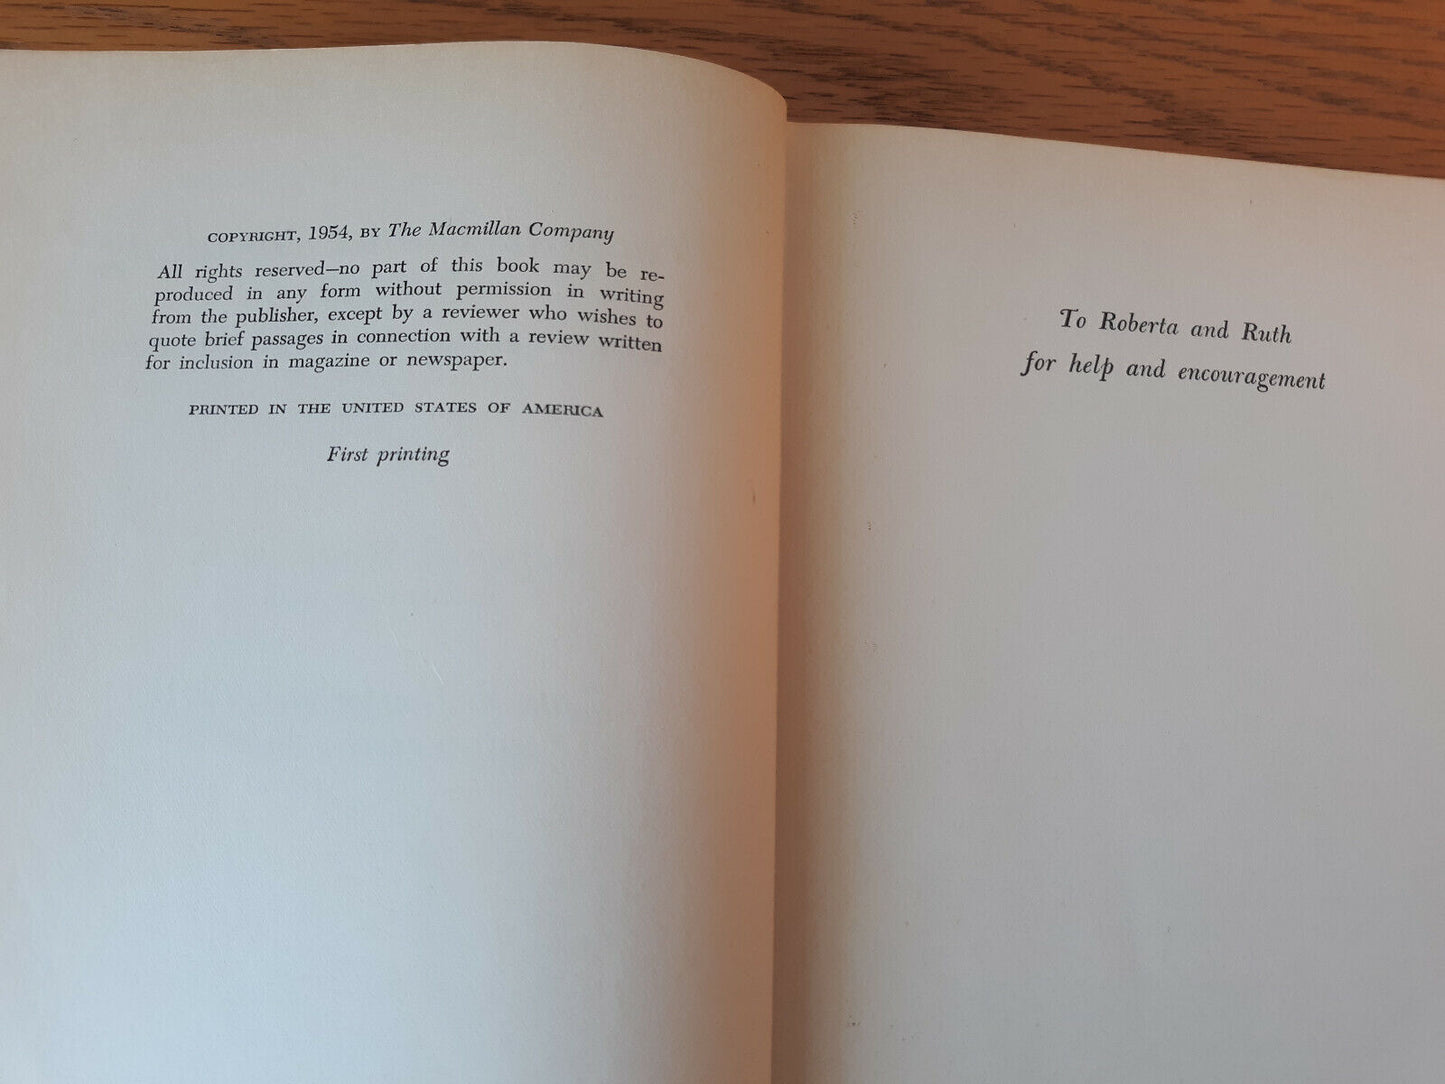 COPYRIGHT, 1954, BY The Macmillan Company
All rights reserved—no part of this book may be re-
produced in any form without permission in writing
from the publisher, except by a reviewer who wishes to
quote brief passages in connection with a review written
for inclusion in magazine or newspaper.
PRINTED IN THE UNITED STATES OF AMERICA
First printing
To Roberta and Ruth
for help and encouragement